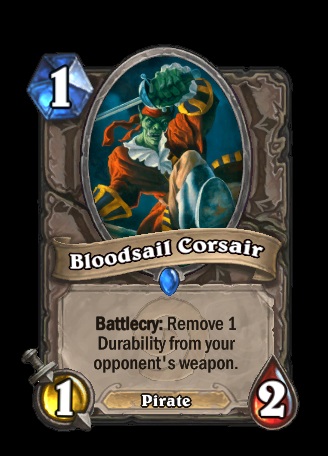 1
Bloodsail Corsair
Battlecry: Remove 1
Durability from your
opponent's weapon.
1
Pirate
2